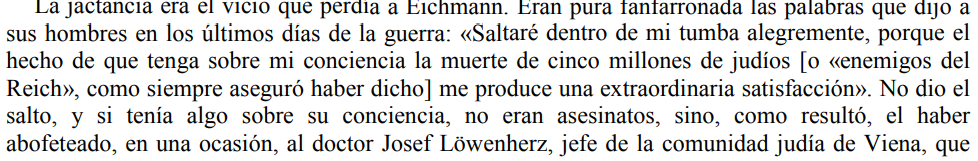 La jactancia era el vicio que perdía a Eichmann. Eran pura fanfarronada las palabras que dijo a
sus hombres en los últimos días de la guerra: «Saltaré dentro de mi tumba alegremente, porque el
hecho de que tenga sobre mi conciencia la muerte de cinco millones de judíos [o «enemigos del
Reich», como siempre aseguró haber dicho] me produce una extraordinaria satisfacción». No dio el
salto, y si tenía algo sobre su conciencia, no eran asesinatos, sino, como resultó, el haber
abofeteado, en una ocasión, al doctor Josef Löwenherz, jefe de la comunidad judía de Viena, que